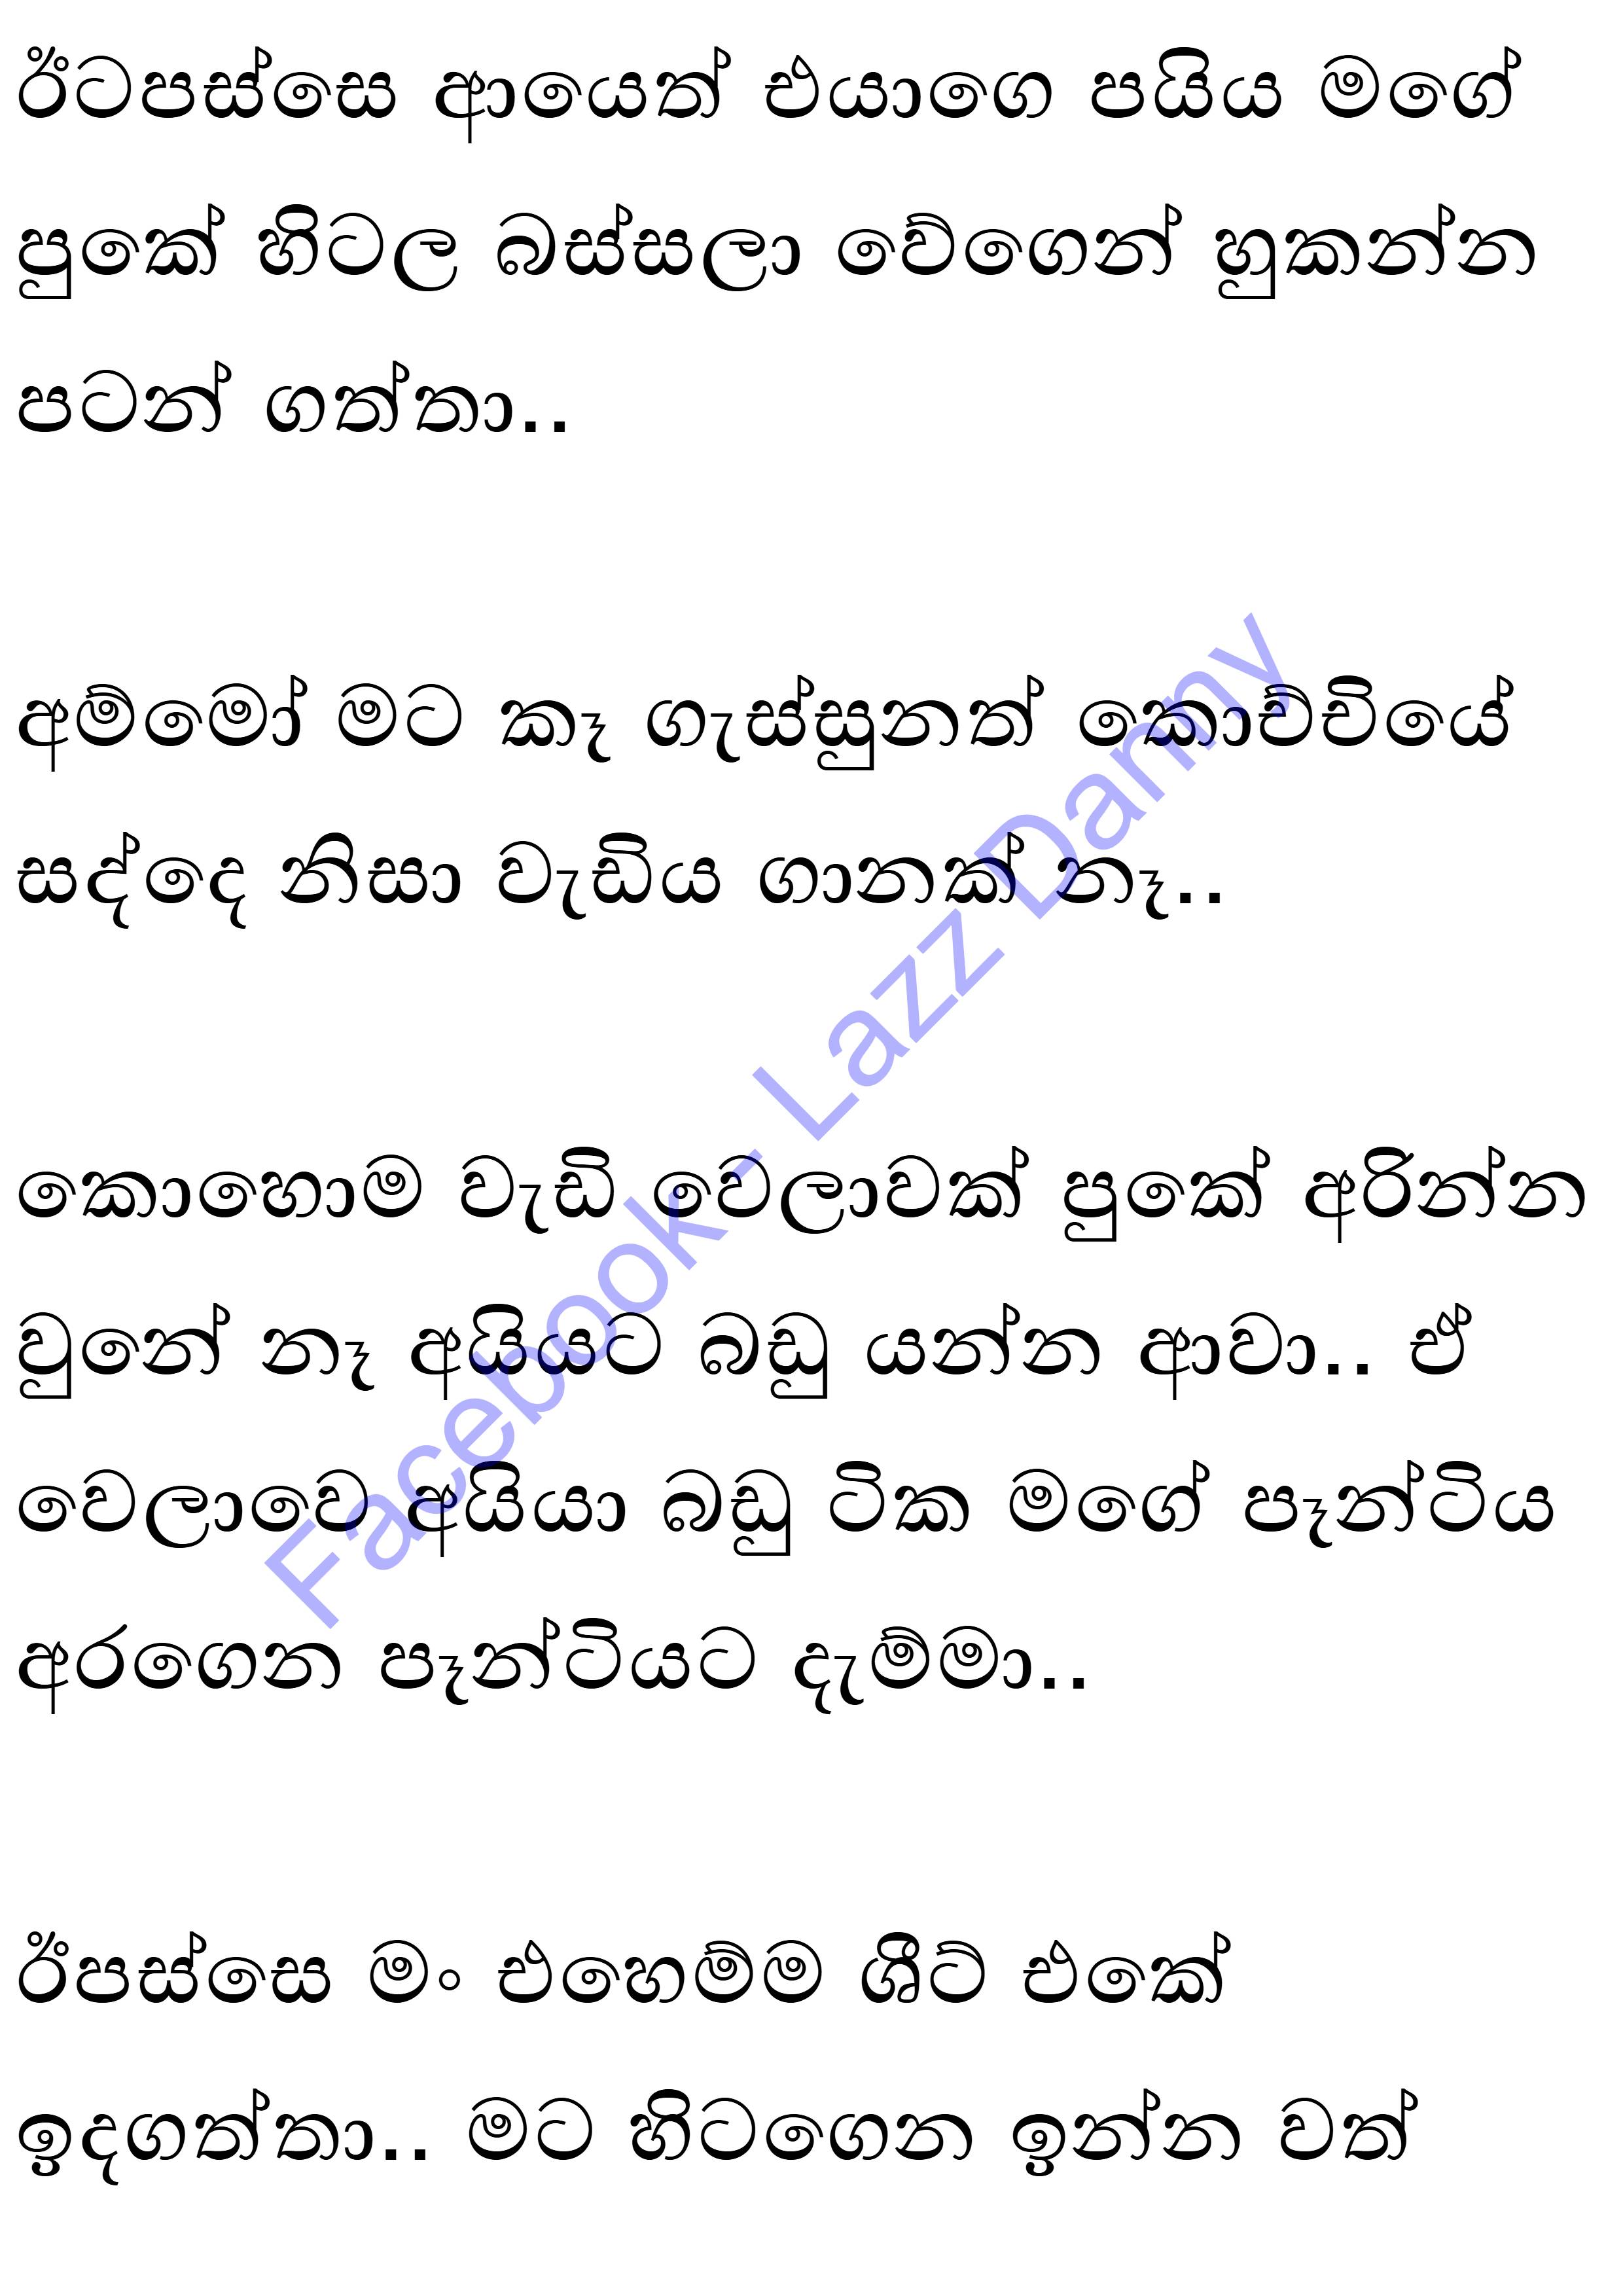 ඊටපස්සෙ ආයෙත් එයාගෙ පයිය මගේ
පුකේ හිටල බස්සලා වේගෙන් හුකන්න
පටන් ගත්තා..
අම්මෝ මට කෑ ගැස්සුනත් කොච්චියේ
සද්දෙ නිසා වැඩිය ගානක් නෑ..
කොහොම වැඩි වෙලාවක් පුකේ අරින්න
වුනේ නෑ අයියට බඩු යන්න ආවා.. ඒ
වෙලාවෙ අයියා බඩු ටික මගේ පෑන්ටිය
අරගෙන පෑන්ටියට දැම්මා..
ඊපස්සෙ මං එහෙම්ම ශීට් එකේ
ඉදගත්තා.. මට හිටගෙන ඉන්න වත්
Facebook - Lazz Danny